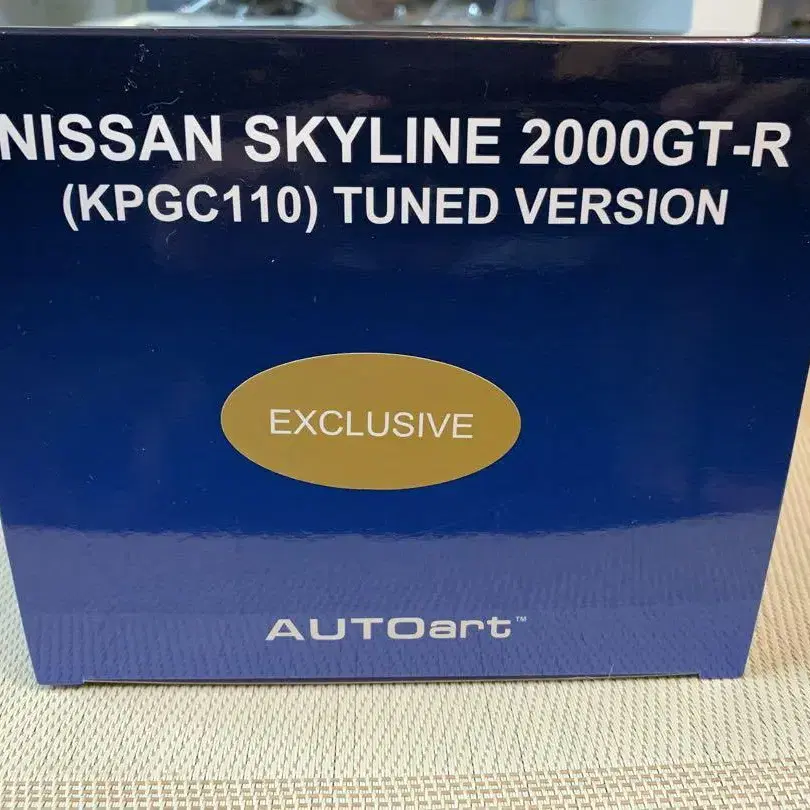 NISSAN SKYLINE 2000GT-R
(KPGC110) TUNED VERSION
EXCLUSIVE
AUTOart™